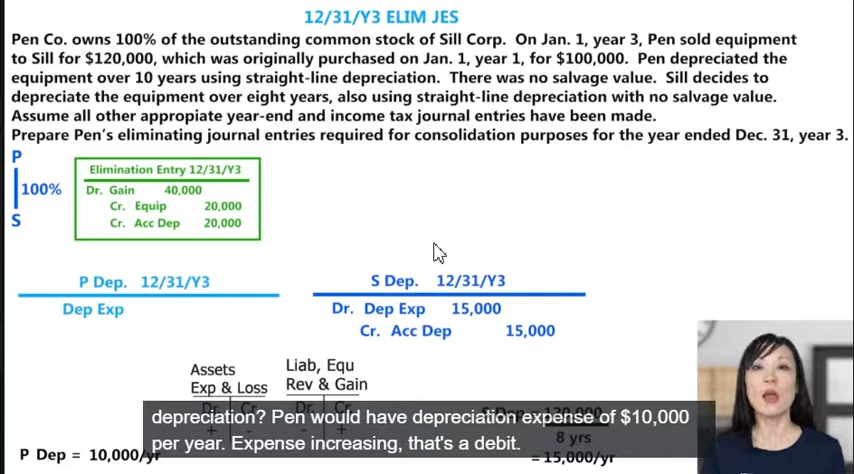 12/31/Y3 ELIM JES
Pen Co. owns 100% of the outstanding common stock of Sill Corp. On Jan. 1, year 3, Pen sold equipment
to Sill for $120,000, which was originally purchased on Jan. 1, year 1, for $100,000. Pen depreciated the
equipment over 10 years using straight-line depreciation. There was no salvage value. Sill decides to
depreciate the equipment over eight years, also using straight-line depreciation with no salvage value.
Assume all other appropiate year-end and income tax journal entries have been made.
Prepare Pen's eliminating journal entries required for consolidation purposes for the year ended Dec. 31, year 3.
P
100%
S
Elimination Entry 12/31/Y3
Dr. Gain 40,000
Cr. Equip 20,000
Cr. Acc Dep 20,000
P Dep. 12/31/Y3
Dep Exp
S Dep. 12/31/Y3
Dr. Dep Exp 15,000
Cr. Acc Dep 15,000
Assets
Exp & Loss
Liab, Equ
Rev & Gain
depreciation? Pen would have depreciation expense of $10,000
per year. Expense increasing, that's a debit.
P Dep = 10,000/yr
8 yrs
= 15,000/yr